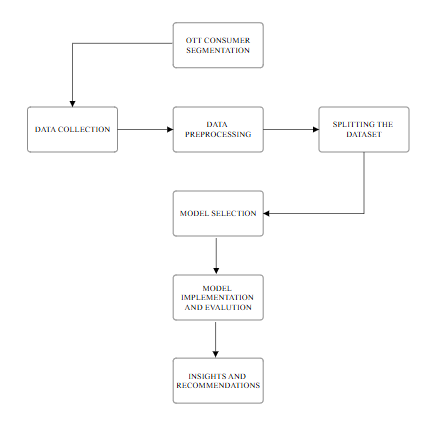 OTT CONSUMER
SEGMENTATION
DATA COLLECTION
DATA
PREPROCESSING
SPLITTING THE
DATASET
MODEL SELECTION
MODEL
IMPLEMENTATION
AND EVALUTION
INSIGHTS AND
RECOMMENDATIONS